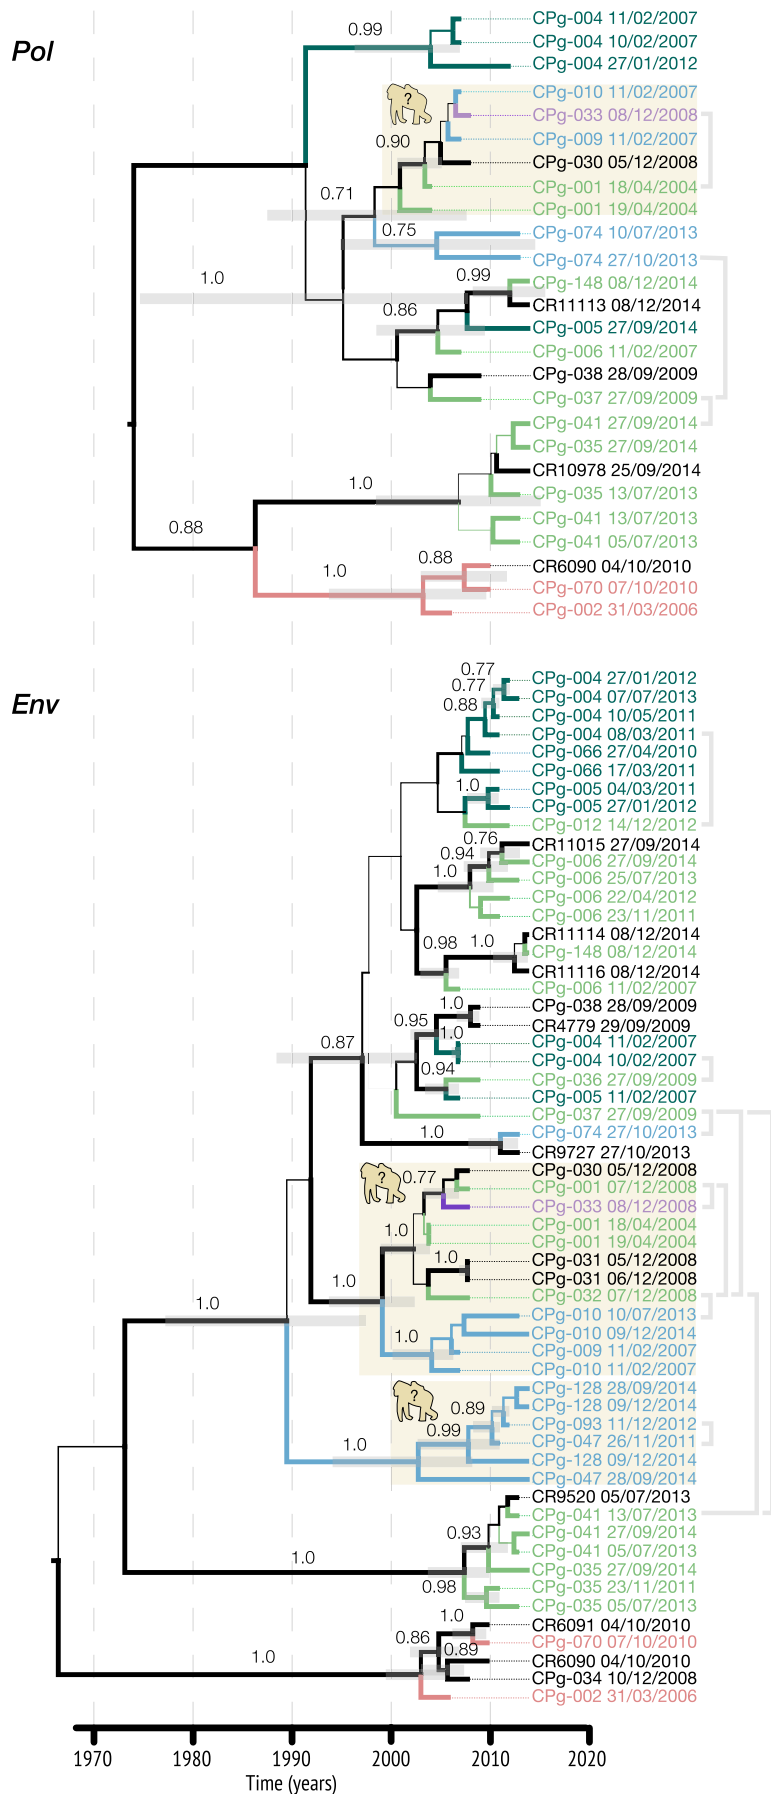 Pol
0.99
CPg-004 11/02/2007
CPg-004 10/02/2007
CPg-004 27/01/2012
?
CPg-010 11/02/2007
CPg-033 08/12/2008
CPg-009 11/02/2007
0.90
CPg-030 05/12/2008
CPg-001 18/04/2004
0.71
CPg-001 19/04/2004
0.75
CPg-074 10/07/2013
CPg-074 27/10/2013
1.0
0.99
CPg-148 08/12/2014
CR11113 08/12/2014
0.86
CPg-005 27/09/2014
CPg-006 11/02/2007
CPg-038 28/09/2009
CPg-037 27/09/2009
CPg-041 27/09/2014
CPg-035 27/09/2014
CR10978 25/09/2014
1.0
CPg-035 13/07/2013
CPg-041 13/07/2013
0.88
CPg-041 05/07/2013
0.88
CR6090 04/10/2010
1.0
CPg-070 07/10/2010
CPg-002 31/03/2006
Env
0.77
CPg-004 27/01/2012
0.77
CPg-004 07/07/2013
0.88
CPg-004 10/05/2011
CPg-004 08/03/2011
CPg-066 27/04/2010
CPg-066 17/03/2011
1.0
CPg-005 04/03/2011
CPg-005 27/01/2012
CPg-012 14/12/2012
0.76
CR11015 27/09/2014
0.94
CPg-006 27/09/2014
1.0
CPg-006 25/07/2013
CPg-006 22/04/2012
CPg-006 23/11/2011
CR11114 08/12/2014
0.98
1.0
CPg-148 08/12/2014
CR11116 08/12/2014
CPg-006 11/02/2007
1.0
CPg-038 28/09/2009
0.95
CR4779 29/09/2009
1.0
CPg-004 11/02/2007
0.87
CPg-004 10/02/2007
0.94
CPg-036 27/09/2009
CPg-005 11/02/2007
CPg-037 27/09/2009
1.0
CPg-074 27/10/2013
CR9727 27/10/2013
?
0.77
CPg-030 05/12/2008
CPg-001 07/12/2008
CPg-033 08/12/2008
1.0
CPg-001 18/04/2004
CPg-001 19/04/2004
1.0
CPg-031 05/12/2008
CPg-031 06/12/2008
1.0
CPg-032 07/12/2008
1.0
CPg-010 10/07/2013
1.0
CPg-010 09/12/2014
CPg-009 11/02/2007
CPg-010 11/02/2007
?
CPg-128 28/09/2014
0.89
CPg-128 09/12/2014
CPg-093 11/12/2012
0.99
CPg-047 26/11/2011
1.0
CPg-128 09/12/2014
CPg-047 28/09/2014
CR9520 05/07/2013
CPg-041 13/07/2013
0.93
CPg-041 27/09/2014
CPg-041 05/07/2013
1.0
CPg-035 27/09/2014
0.98
CPg-035 23/11/2011
CPg-035 05/07/2013
1.0
CR6091 04/10/2010
0.86
CPg-070 07/10/2010
1.0
0.89
CR6090 04/10/2010
CPg-034 10/12/2008
CPg-002 31/03/2006
1970 1980 1990 2000 2010 2020
Time (years)